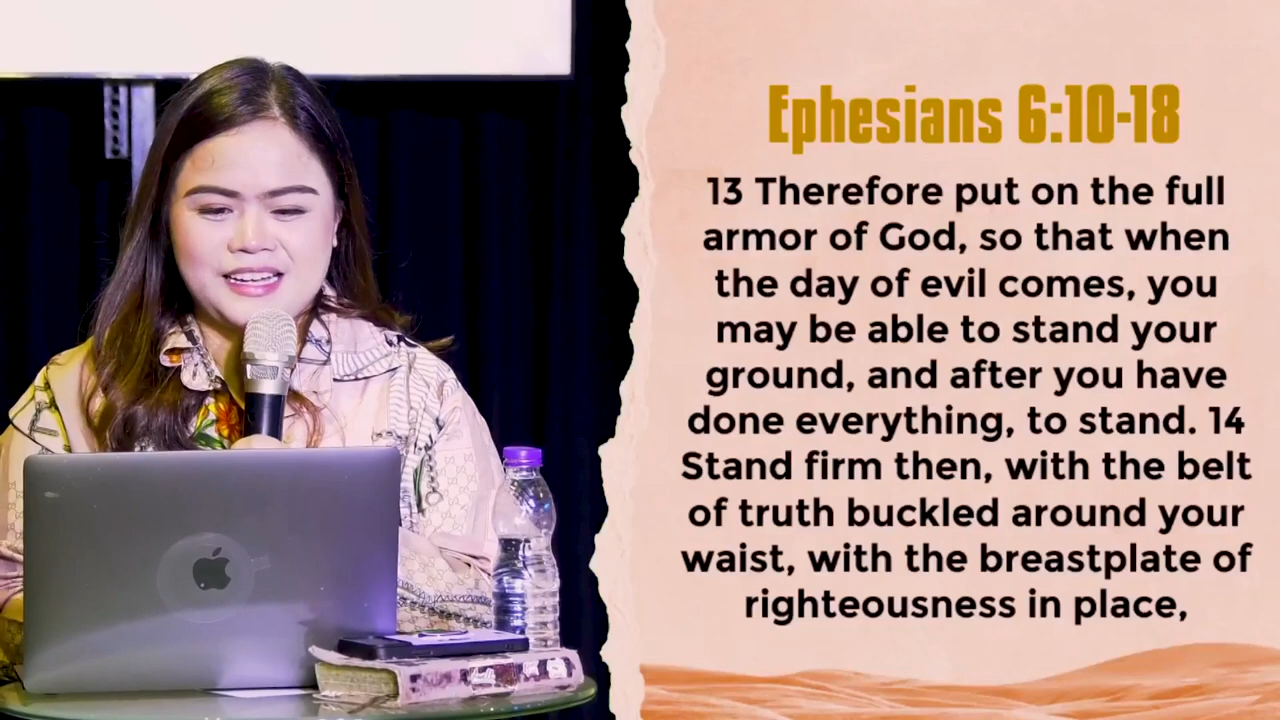 Ephesians 6:10-18
13 Therefore put on the full
armor of God, so that when
the day of evil comes, you
may be able to stand your
ground, and after you have
done everything, to stand. 14
Stand firm then, with the belt
of truth buckled around your
waist, with the breastplate of
righteousness in place,